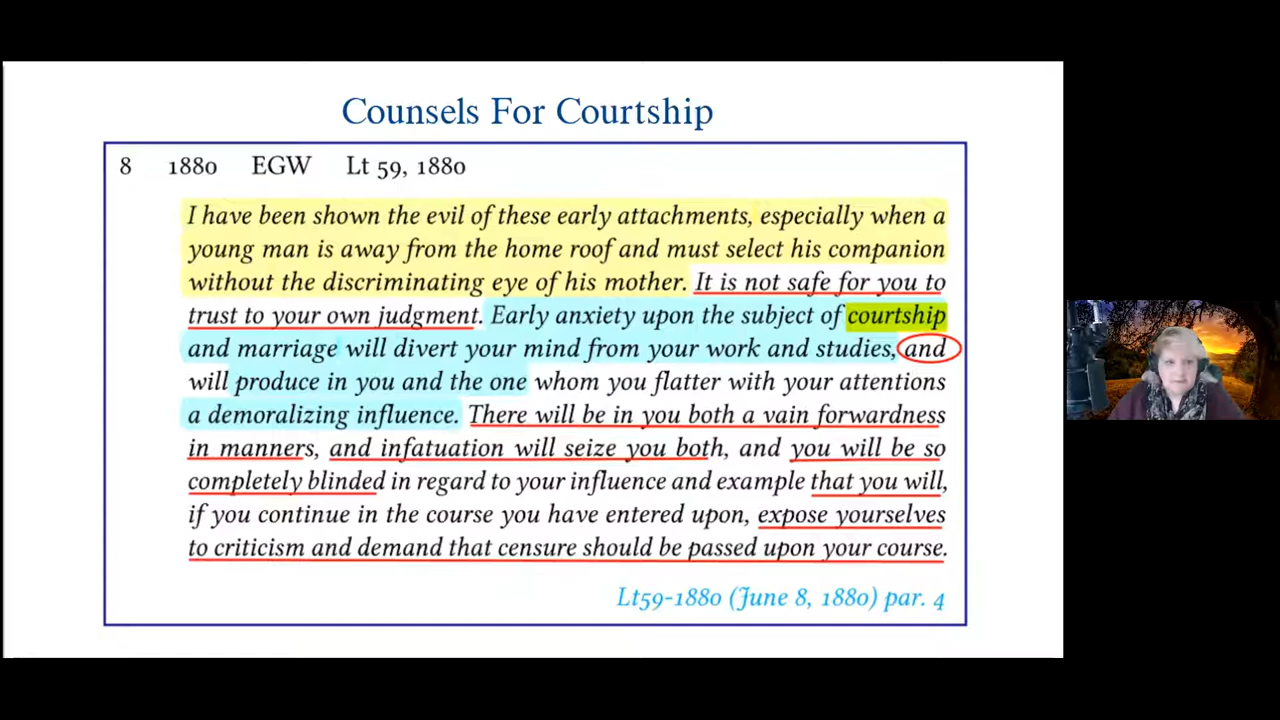 Counsels For Courtship
8 1880 EGW Lt 59, 1880
I have been shown the evil of these early attachments, especially when a
young man is away from the home roof and must select his companion
without the discriminating eye of his mother. It is not safe for you to
trust to your own judgment. Early anxiety upon the subject of courtship
and marriage will divert your mind from your work and studies, and
will produce in you and the one whom you flatter with your attentions
a demoralizing influence. There will be in you both a vain forwardness
in manners, and infatuation will seize you both, and you will be so
completely blinded in regard to your influence and example that you will,
if you continue in the course you have entered upon, expose yourselves
to criticism and demand that censure should be passed upon your course.
Lt59-1880 (June 8, 1880) par. 4